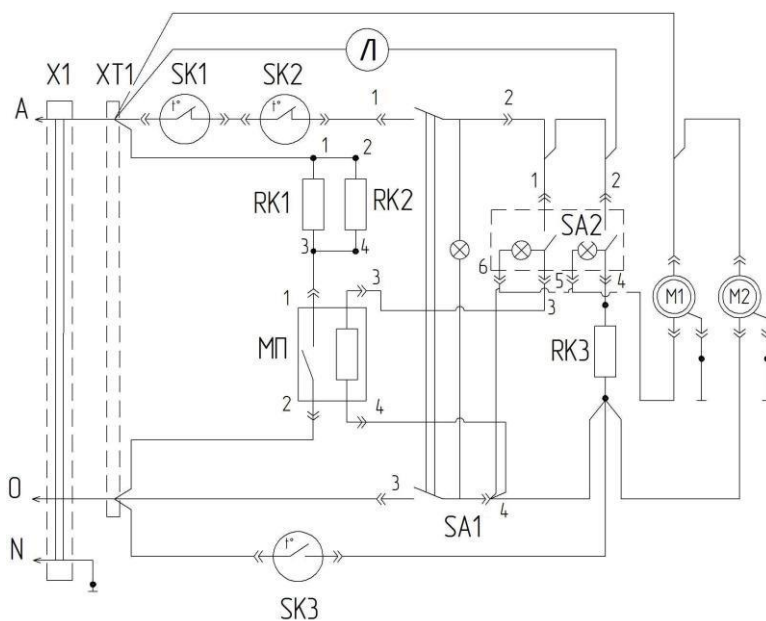 X1 XT1 SK1 SK2 Л
A t° t° 1 2
1 2
RK1 RK2 1 2
SA2
3 4 6 5 4
3 3
1 M1 M2
МП RK3
2
4
O 3 4
SA1
N t°
SK3